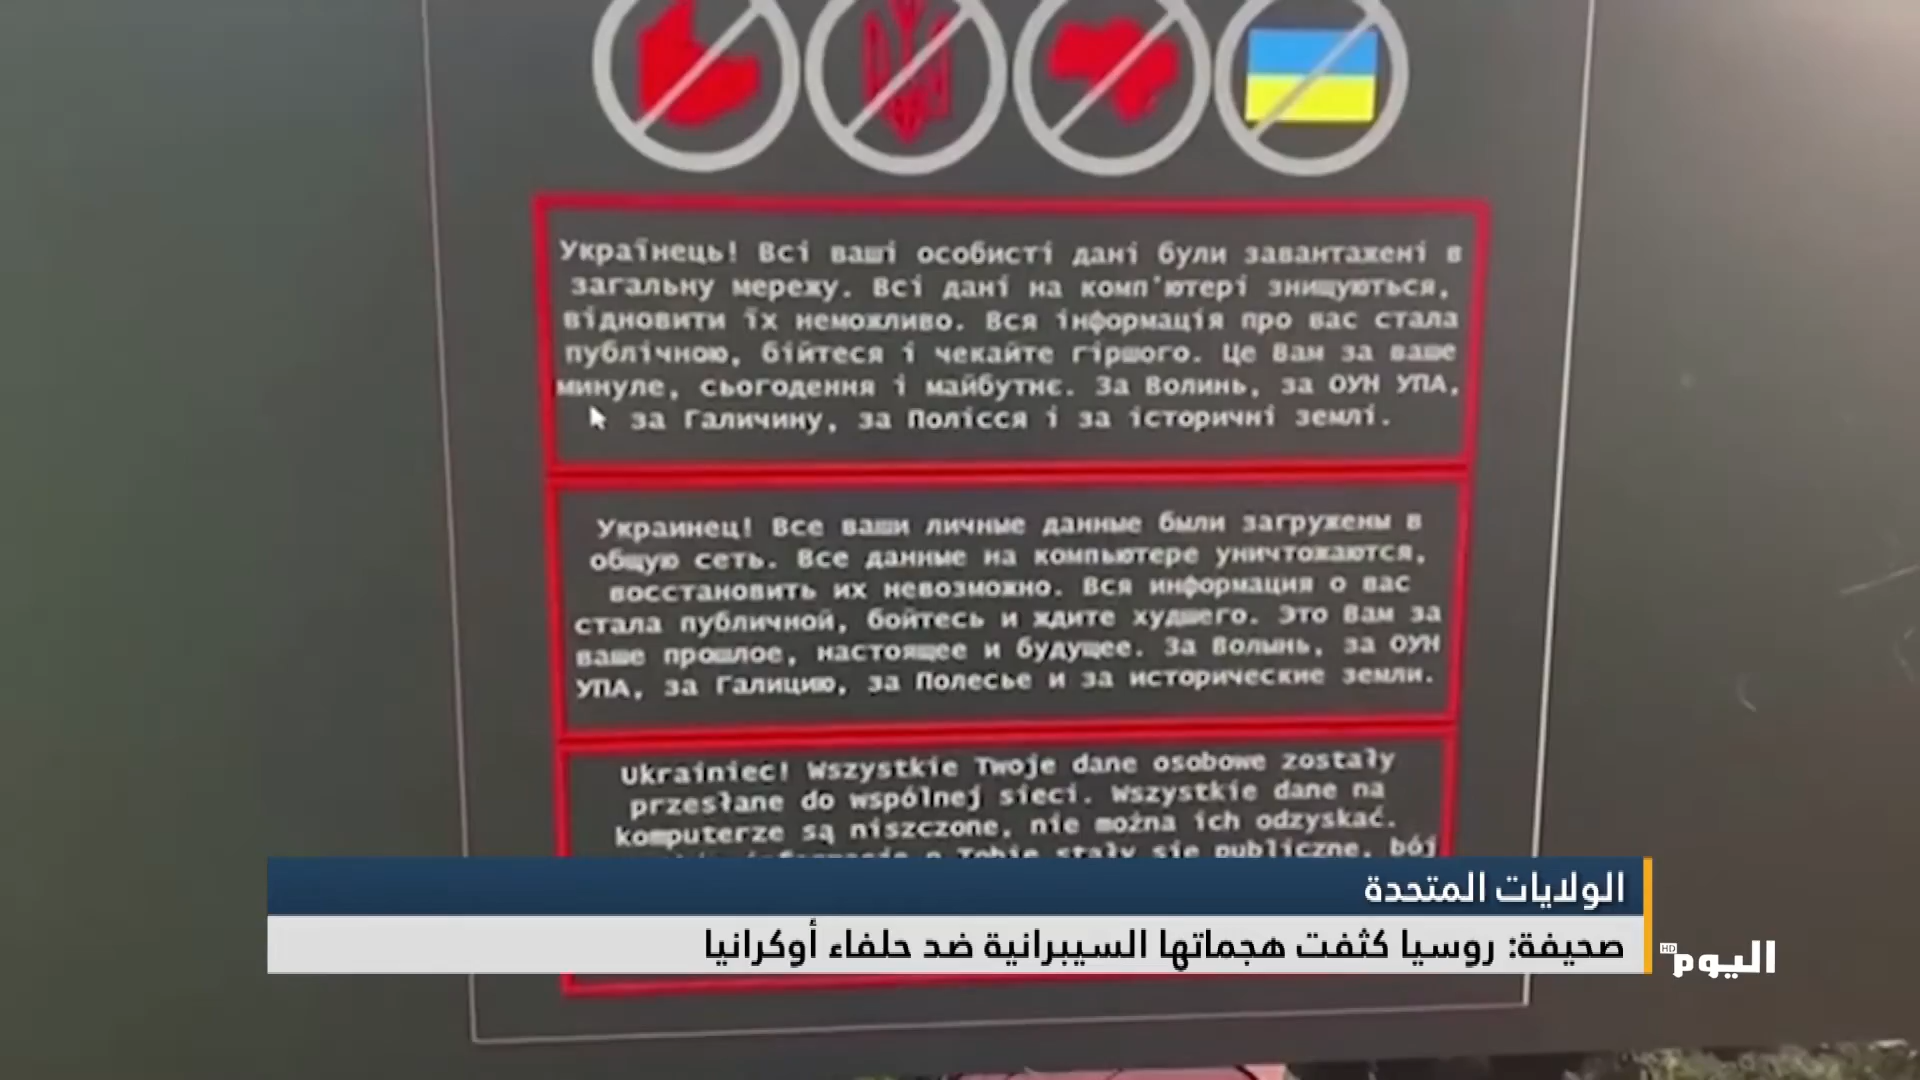 Українець! Всі ваші особисті дані були завантажені в
загальну мережу. Всі дані на комп'ютері знищуються,
відновити їх неможливо. Вся інформація про вас стала
публічною, бійтеся і чекайте гіршого. Це Вам за ваше
минуле, сьогодення і майбутнє. За Волинь, за ОУН УПА,
за Галичину, за Полісся і за історичні землі.
Украинец! Все ваши личные данные были загружены в
общую сеть. Все данные на компьютере уничтожаются,
восстановить их невозможно. Вся информация о вас
стала публичной, бойтесь и ждите худшего. Это Вам за
ваше прошлое, настоящее и будущее. За Волынь, за ОУН
УПА, за Галицию, за Полесье и за исторические земли.
Ukrainiec! Wszystkie Twoje dane osobowe zostały
przesłane do wspólnej sieci. Wszystkie dane na
komputerze są niszczone, nie można ich odzyskać.
informacje o Tobie stały się publiczne, bój
الولايات المتحدة
صحيفة: روسيا كثفت هجماتها السيبرانية ضد حلفاء أوكرانيا
اليوم HD